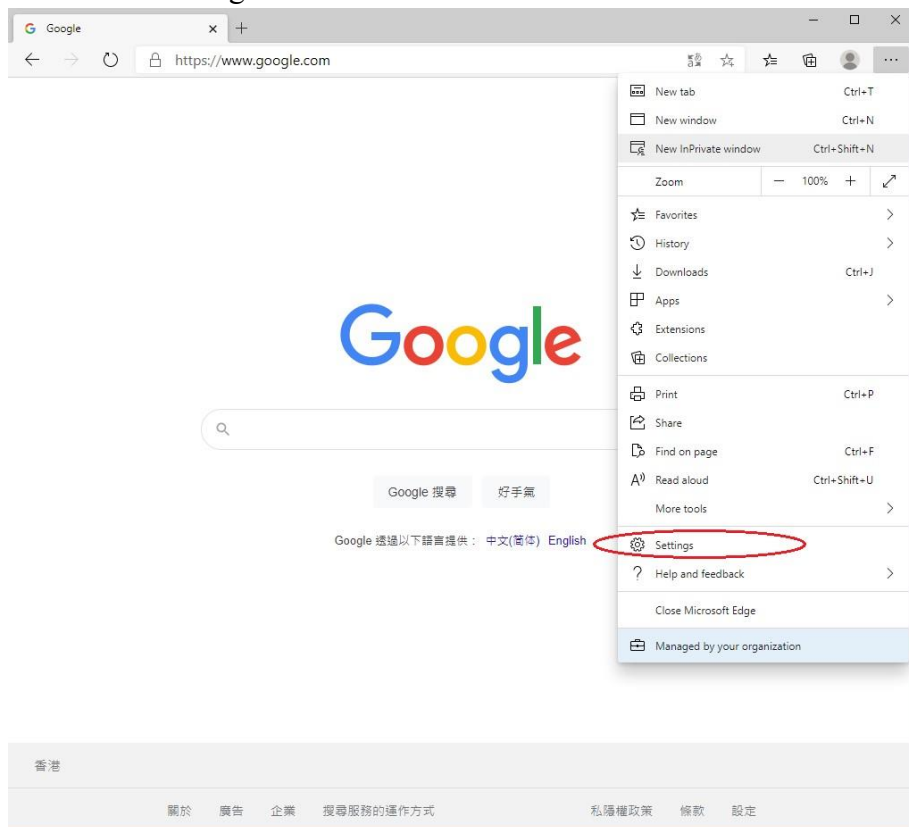 Google
https://www.google.com
New tab Ctrl+T
New window Ctrl+N
New InPrivate window Ctrl+Shift+N
Zoom — 100% +
Favorites
History
Downloads Ctrl+J
Apps
Extensions
Collections
Print Ctrl+P
Share
Find on page Ctrl+F
Read aloud Ctrl+Shift+U
More tools
Settings
Help and feedback
Close Microsoft Edge
Managed by your organization
Google
Google 搜尋 好手氣
Google 透過以下語言提供： 中文(简体) English
香港
關於 廣告 企業 搜尋服務的運作方式 私隱權政策 條款 設定